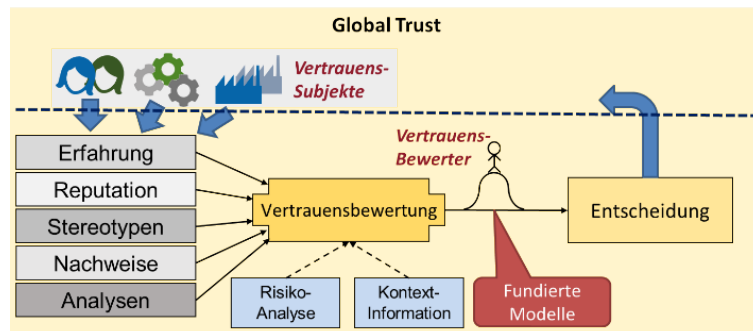 Global Trust
Vertrauens-
Subjekte
Vertrauens-
Bewerter
Erfahrung
Reputation
Stereotypen
Nachweise
Analysen
Vertrauensbewertung
Entscheidung
Risiko-
Analyse
Kontext-
Information
Fundierte
Modelle